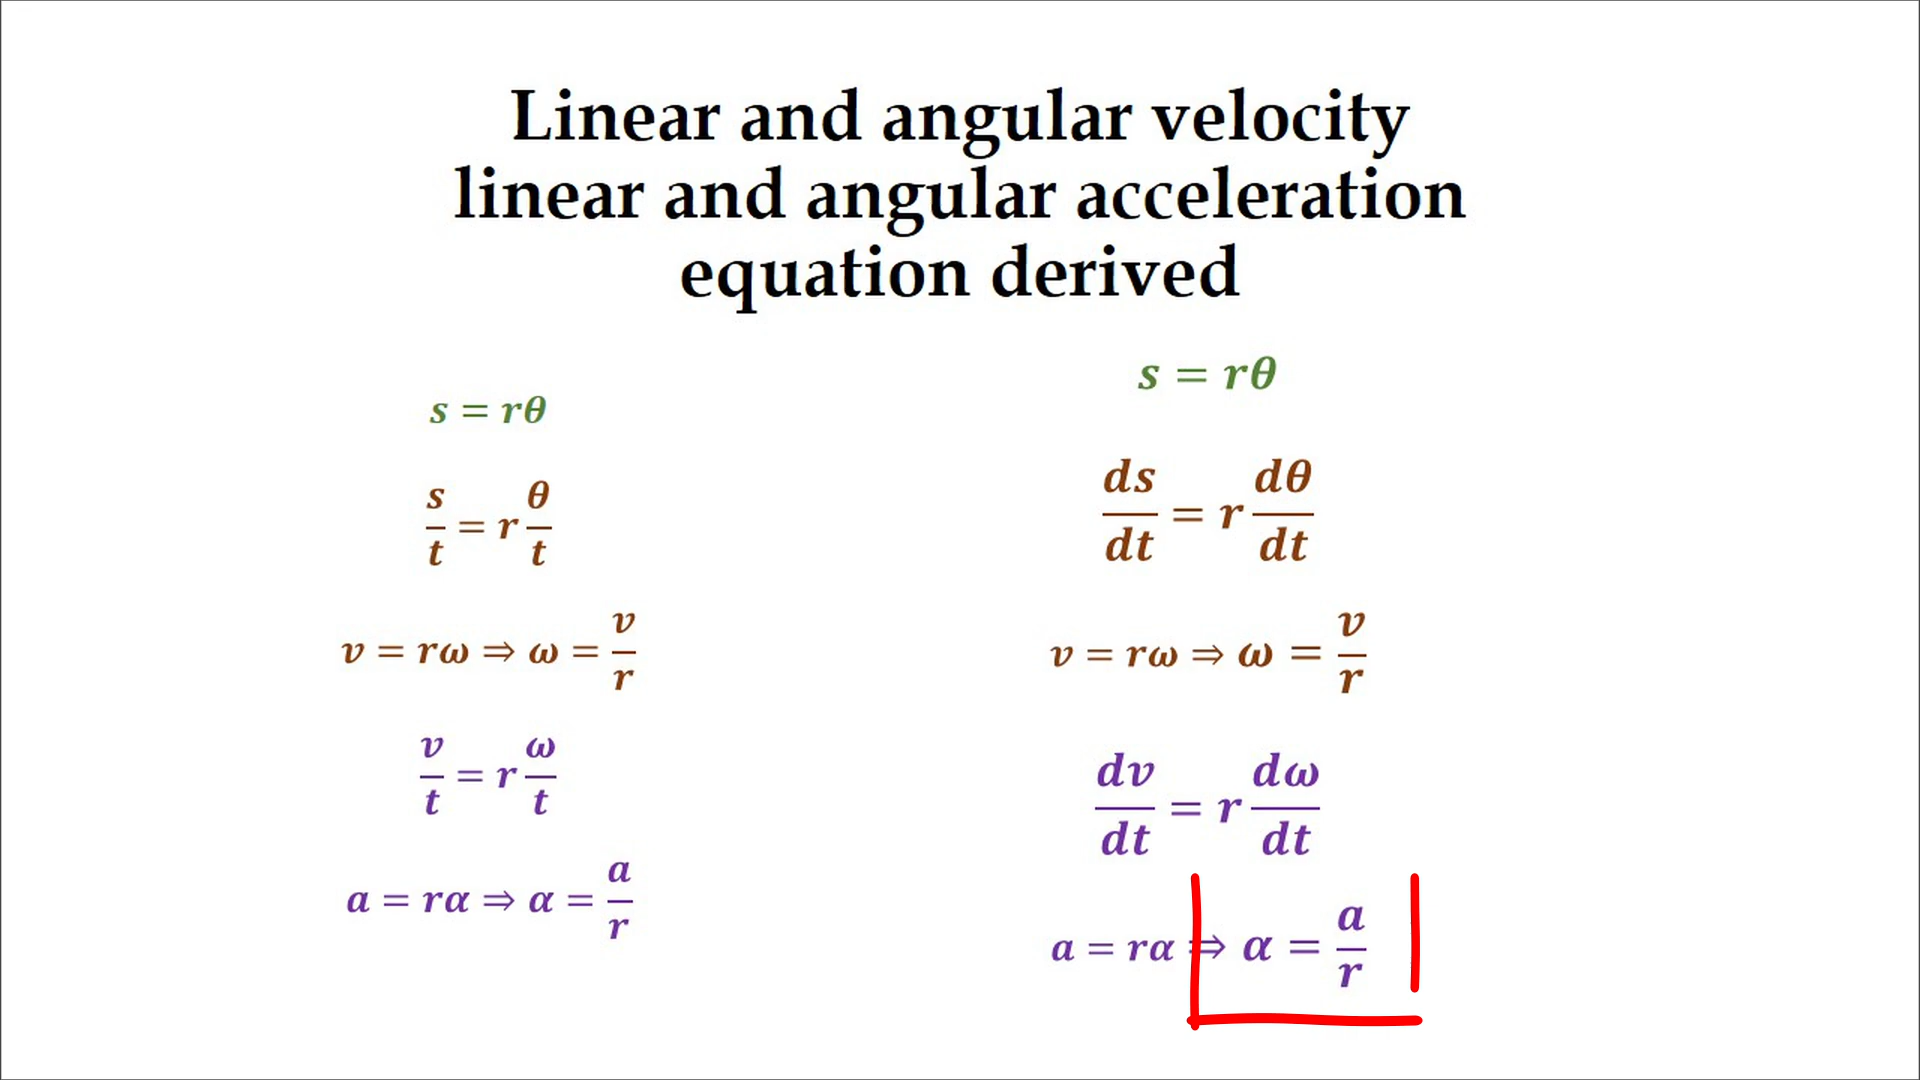 Linear and angular velocity
linear and angular acceleration
equation derived
s = rθ
s/t = r θ/t
v = rω ⇒ ω = v/r
v/t = r ω/t
a = rα ⇒ α = a/r
s = rθ
ds/dt = r dθ/dt
v = rω ⇒ ω = v/r
dv/dt = r dω/dt
a = rα ⇒ α = a/r